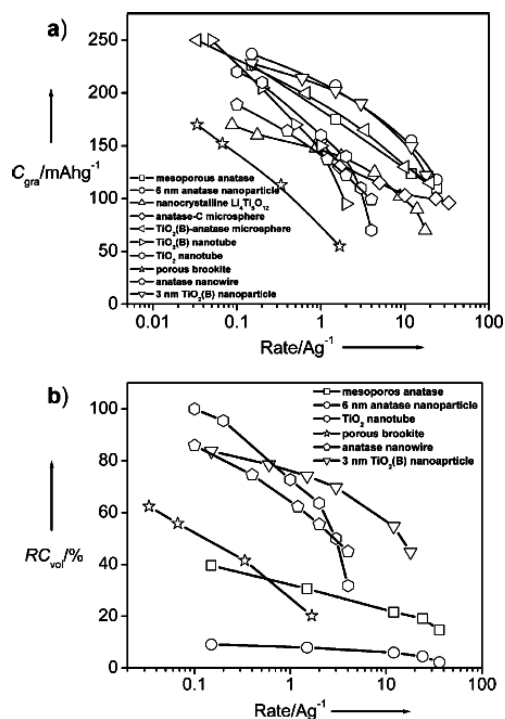 a)
250
200
150
100
50
0
C_gra/mAhg⁻¹
mesoporous anatase
6 nm anatase nanoparticle
nanocrystalline Li₄Ti₅O₁₂
anatase-C microsphere
TiO₂(B)-anatase microsphere
TiO₂(B) nanotube
TiO₂ nanotube
porous brookite
anatase nanowire
3 nm TiO₂(B) nanoparticle
0.01 0.1 1 10 100
Rate/Ag⁻¹
b)
100
80
60
40
20
0
RC_vol/%
mesoporos anatase
6 nm anatase nanoparticle
TiO₂ nanotube
porous brookite
anatase nanowire
3 nm TiO₂(B) nanoaprticle
0.1 1 10 100
Rate/Ag⁻¹